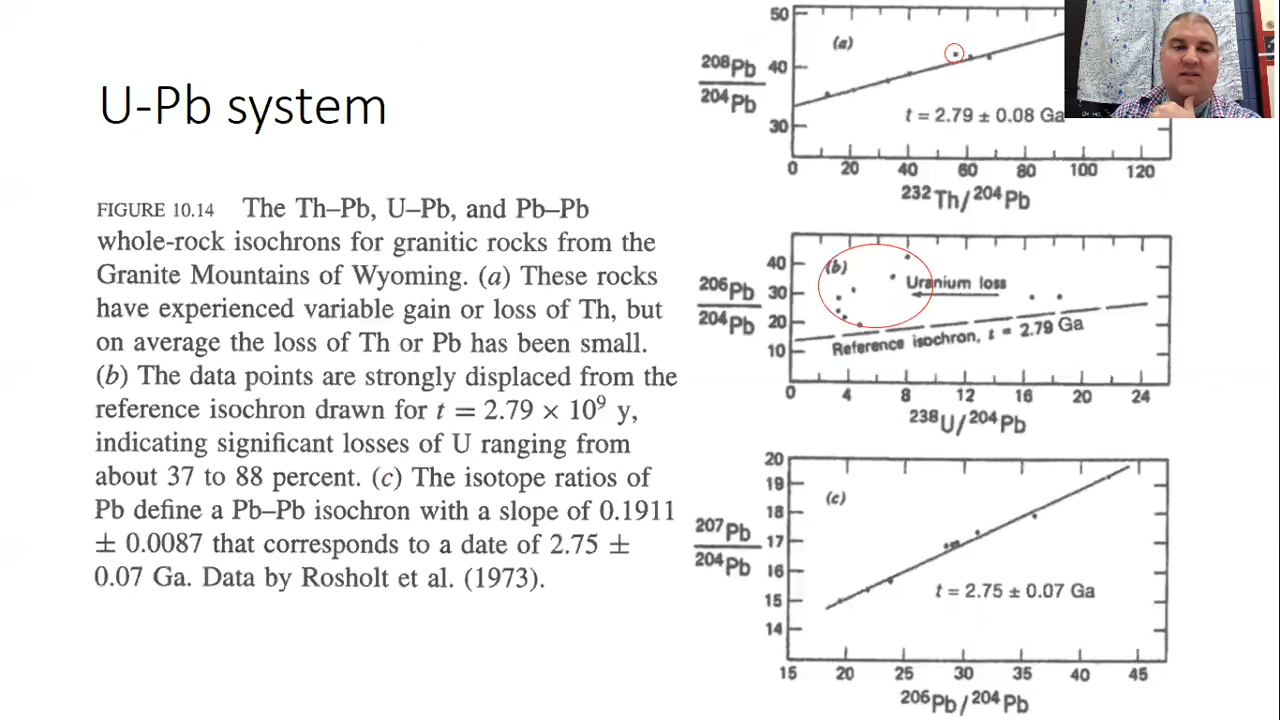 U-Pb system
FIGURE 10.14 The Th–Pb, U–Pb, and Pb–Pb
whole-rock isochrons for granitic rocks from the
Granite Mountains of Wyoming. (a) These rocks
have experienced variable gain or loss of Th, but
on average the loss of Th or Pb has been small.
(b) The data points are strongly displaced from the
reference isochron drawn for t = 2.79 × 10⁹ y,
indicating significant losses of U ranging from
about 37 to 88 percent. (c) The isotope ratios of
Pb define a Pb–Pb isochron with a slope of 0.1911
± 0.0087 that corresponds to a date of 2.75 ±
0.07 Ga. Data by Rosholt et al. (1973).
50
(a)
²⁰⁸Pb
40
²⁰⁴Pb
t = 2.79 ± 0.08 Ga
30
0 20 40 60 80 100 120
²³²Th/²⁰⁴Pb
40
(b)
²⁰⁶Pb
30
Uranium loss
²⁰⁴Pb
20
Reference isochron, t = 2.79 Ga
10
0 4 8 12 16 20 24
²³⁸U/²⁰⁴Pb
20
19
(c)
18
²⁰⁷Pb
17
²⁰⁴Pb
16
t = 2.75 ± 0.07 Ga
15
14
15 20 25 30 35 40 45
²⁰⁶Pb/²⁰⁴Pb